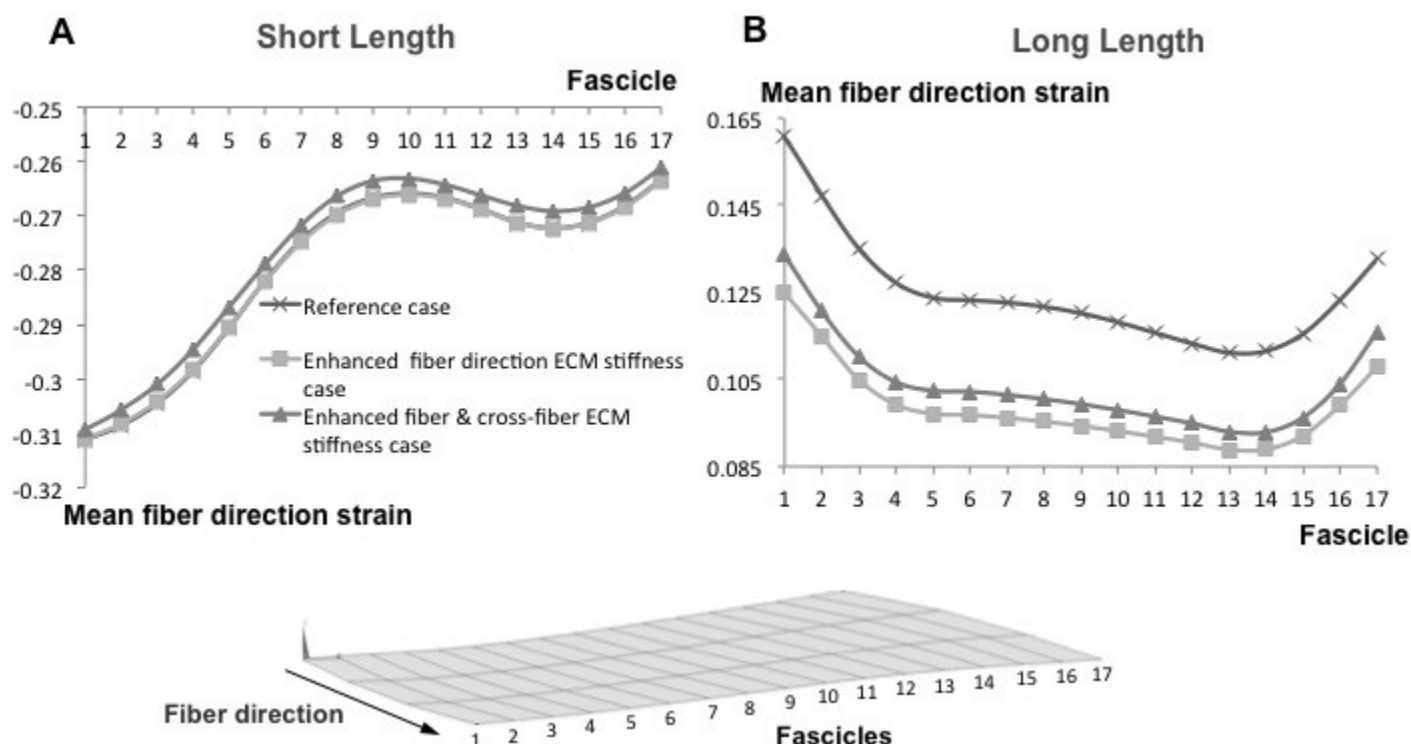 A
Short Length
Fascicle
-0.25
1 2 3 4 5 6 7 8 9 10 11 12 13 14 15 16 17
-0.26
-0.27
-0.28
-0.29
-0.3
-0.31
-0.32
Reference case
Enhanced fiber direction ECM stiffness
case
Enhanced fiber & cross-fiber ECM
stiffness case
Mean fiber direction strain
B
Long Length
Mean fiber direction strain
0.165
0.145
0.125
0.105
0.085
1 2 3 4 5 6 7 8 9 10 11 12 13 14 15 16 17
Fascicle
Fiber direction
1 2 3 4 5 6 7 8 9 10 11 12 13 14 15 16 17
Fascicles